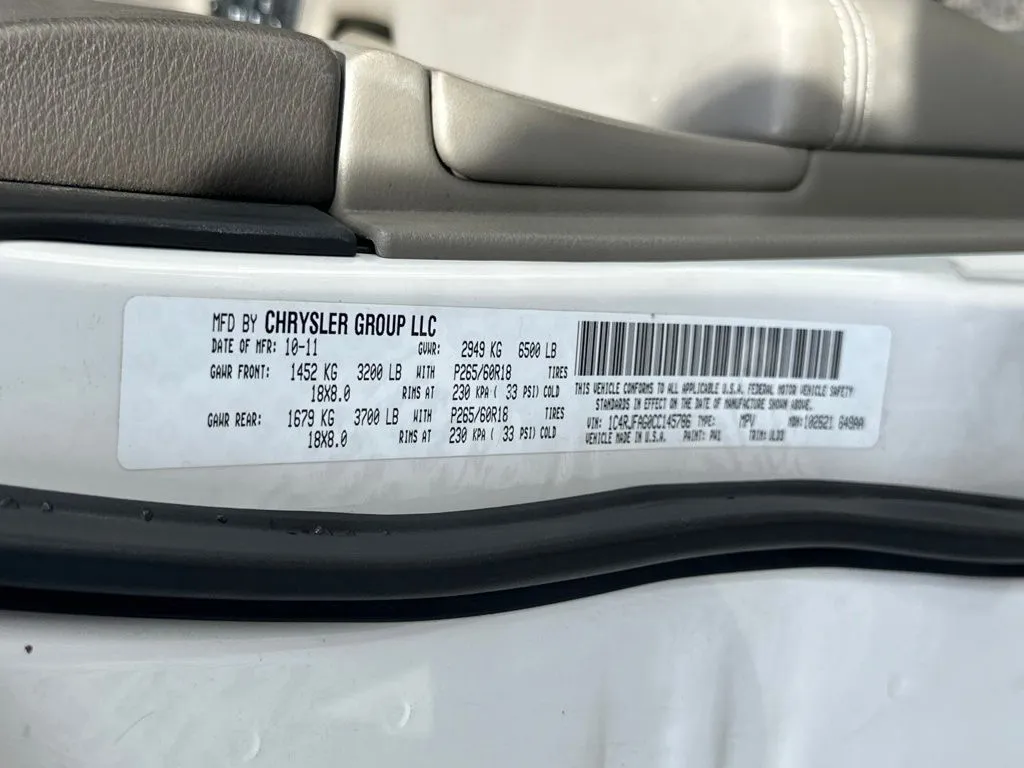 MFD BY CHRYSLER GROUP LLC
DATE OF MFR: 10-11 GVWR: 2949 KG 6500 LB
GAWR FRONT: 1452 KG 3200 LB WITH P265/60R18 TIRES
18X8.0 RIMS AT 230 KPA ( 33 PSI) COLD
GAWR REAR: 1679 KG 3700 LB WITH P265/60R18 TIRES
18X8.0 RIMS AT 230 KPA ( 33 PSI) COLD
THIS VEHICLE CONFORMS TO ALL APPLICABLE U.S.A. FEDERAL MOTOR VEHICLE SAFETY
STANDARDS IN EFFECT ON THE DATE OF MANUFACTURE SHOWN ABOVE.
VIN: 1C4RJFAG0CC145786 TYPE: MPV MDH: 102621 649AA
VEHICLE MADE IN U.S.A. PAINT: TRIM: